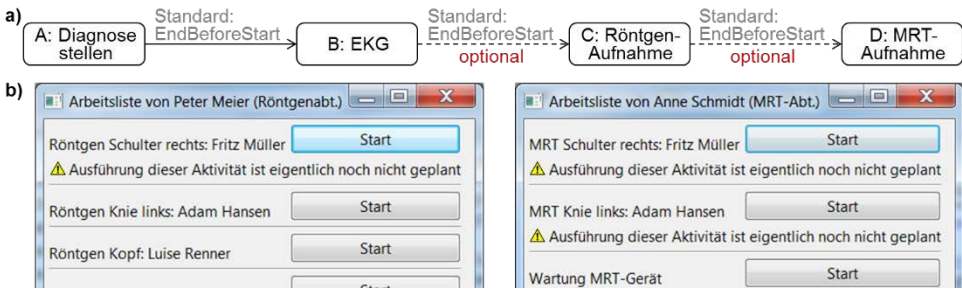 a)
Standard:
EndBeforeStart
Standard:
EndBeforeStart
optional
Standard:
EndBeforeStart
optional
A: Diagnose
stellen
B: EKG
C: Röntgen-
Aufnahme
D: MRT-
Aufnahme
b)
Arbeitsliste von Peter Meier (Röntgenabt.)
Röntgen Schulter rechts: Fritz Müller Start
Ausführung dieser Aktivität ist eigentlich noch nicht geplant
Röntgen Knie links: Adam Hansen Start
Röntgen Kopf: Luise Renner Start
Arbeitsliste von Anne Schmidt (MRT-Abt.)
MRT Schulter rechts: Fritz Müller Start
Ausführung dieser Aktivität ist eigentlich noch nicht geplant
MRT Knie links: Adam Hansen Start
Ausführung dieser Aktivität ist eigentlich noch nicht geplant
Wartung MRT-Gerät Start